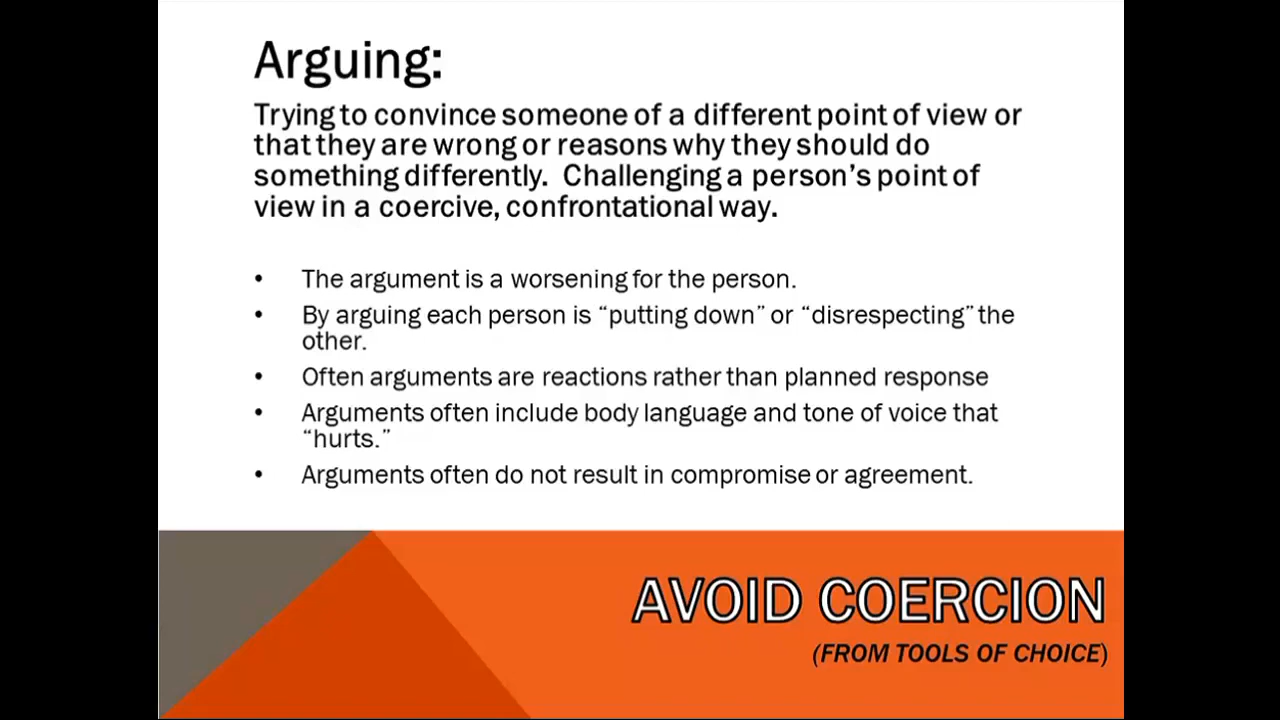 Arguing:
Trying to convince someone of a different point of view or
that they are wrong or reasons why they should do
something differently.  Challenging a person’s point of
view in a coercive, confrontational way.
• The argument is a worsening for the person.
• By arguing each person is “putting down” or “disrespecting” the
other.
• Often arguments are reactions rather than planned response
• Arguments often include body language and tone of voice that
“hurts.”
• Arguments often do not result in compromise or agreement.
AVOID COERCION
(FROM TOOLS OF CHOICE)